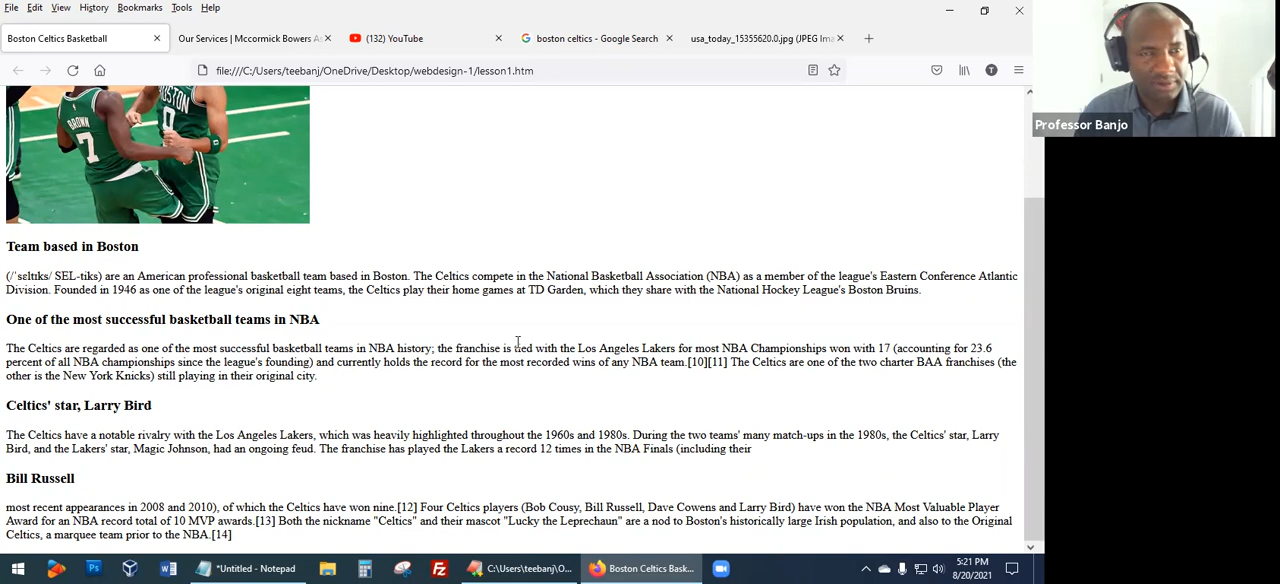 File Edit View History Bookmarks Tools Help
Boston Celtics Basketball
Our Services | Mccormick Bowers As
(132) YouTube
boston celtics - Google Search
usa_today_15355620.0.jpg (JPEG Ima
file:///C:/Users/teebanj/OneDrive/Desktop/webdesign-1/lesson1.htm
T
Professor Banjo
BROWN
7
BOSTON
0
Team based in Boston
(/ˈsɛltɪks/ SEL-tiks) are an American professional basketball team based in Boston. The Celtics compete in the National Basketball Association (NBA) as a member of the league's Eastern Conference Atlantic
Division. Founded in 1946 as one of the league's original eight teams, the Celtics play their home games at TD Garden, which they share with the National Hockey League's Boston Bruins.
One of the most successful basketball teams in NBA
The Celtics are regarded as one of the most successful basketball teams in NBA history; the franchise is tied with the Los Angeles Lakers for most NBA Championships won with 17 (accounting for 23.6
percent of all NBA championships since the league's founding) and currently holds the record for the most recorded wins of any NBA team.[10][11] The Celtics are one of the two charter BAA franchises (the
other is the New York Knicks) still playing in their original city.
Celtics' star, Larry Bird
The Celtics have a notable rivalry with the Los Angeles Lakers, which was heavily highlighted throughout the 1960s and 1980s. During the two teams' many match-ups in the 1980s, the Celtics' star, Larry
Bird, and the Lakers' star, Magic Johnson, had an ongoing feud. The franchise has played the Lakers a record 12 times in the NBA Finals (including their
Bill Russell
most recent appearances in 2008 and 2010), of which the Celtics have won nine.[12] Four Celtics players (Bob Cousy, Bill Russell, Dave Cowens and Larry Bird) have won the NBA Most Valuable Player
Award for an NBA record total of 10 MVP awards.[13] Both the nickname "Celtics" and their mascot "Lucky the Leprechaun" are a nod to Boston's historically large Irish population, and also to the Original
Celtics, a marquee team prior to the NBA.[14]
Ps
W
*Untitled - Notepad
Fz
C:\Users\teebanj\O...
Boston Celtics Bask...
5:21 PM
8/20/2021